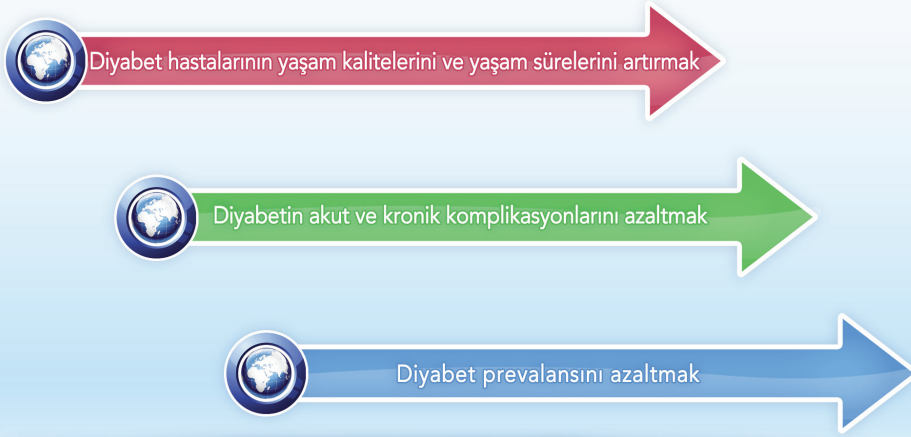 Diyabet hastalarının yaşam kalitelerini ve yaşam sürelerini artırmak
Diyabetin akut ve kronik komplikasyonlarını azaltmak
Diyabet prevalansını azaltmak